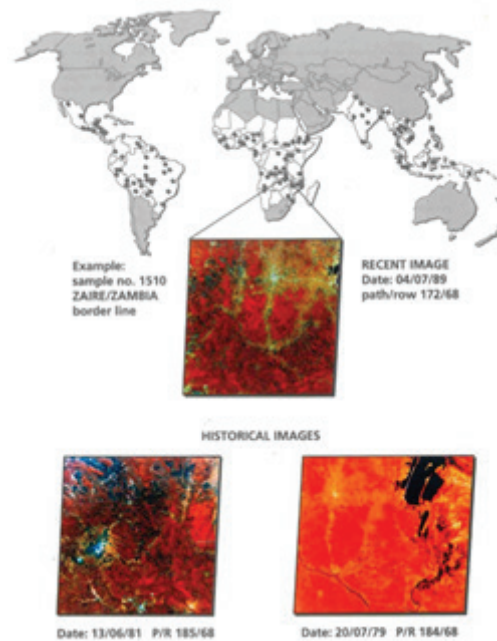 Example:
sample no. 1510
ZAIRE/ZAMBIA
border line
RECENT IMAGE
Date: 04/07/89
path/row 172/68
HISTORICAL IMAGES
Date: 13/06/81 P/R 185/68
Date: 20/07/79 P/R 184/68